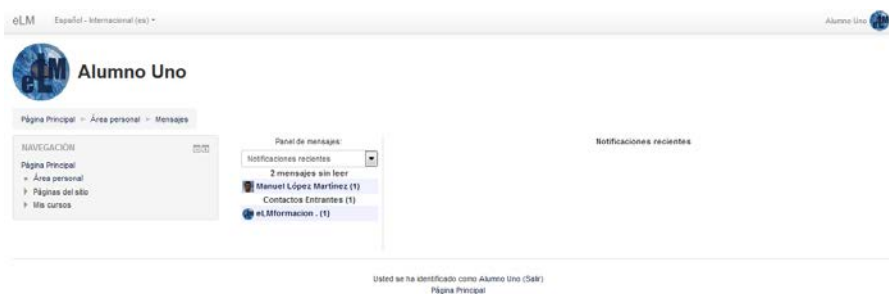 eLM Español - Internacional (es) Alumno Uno
eLM
Alumno Uno
Página Principal Área personal Mensajes
NAVEGACIÓN
Página Principal
Área personal
Páginas del sitio
Mis cursos
Panel de mensajes:
Notificaciones recientes
2 mensajes sin leer
Manuel López Martínez (1)
Contactos Entrantes (1)
eLMformacion . (1)
Notificaciones recientes
Usted se ha identificado como Alumno Uno (Salir)
Página Principal